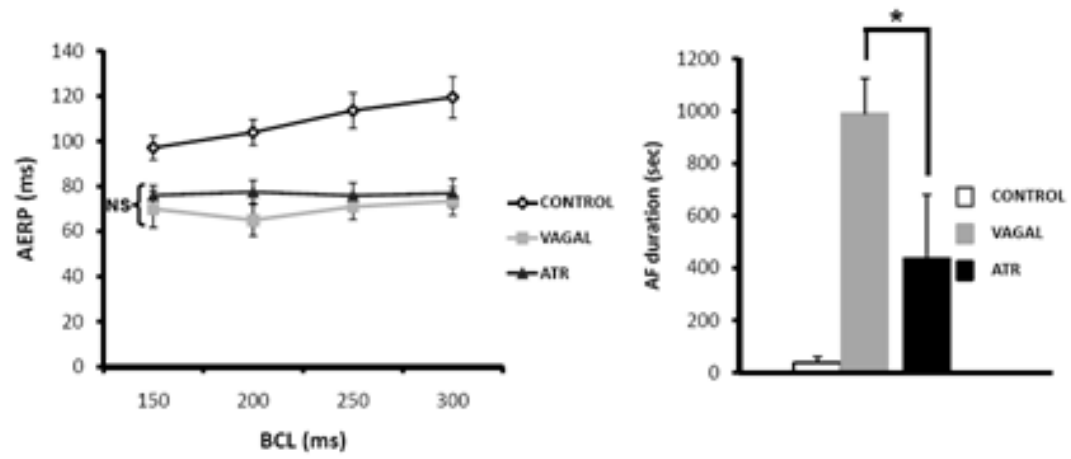 140
120
100
80
60
40
20
0
AERP (ms)
NS
150 200 250 300
BCL (ms)
CONTROL
VAGAL
ATR
*
1200
1000
800
600
400
200
0
AF duration (sec)
CONTROL
VAGAL
ATR